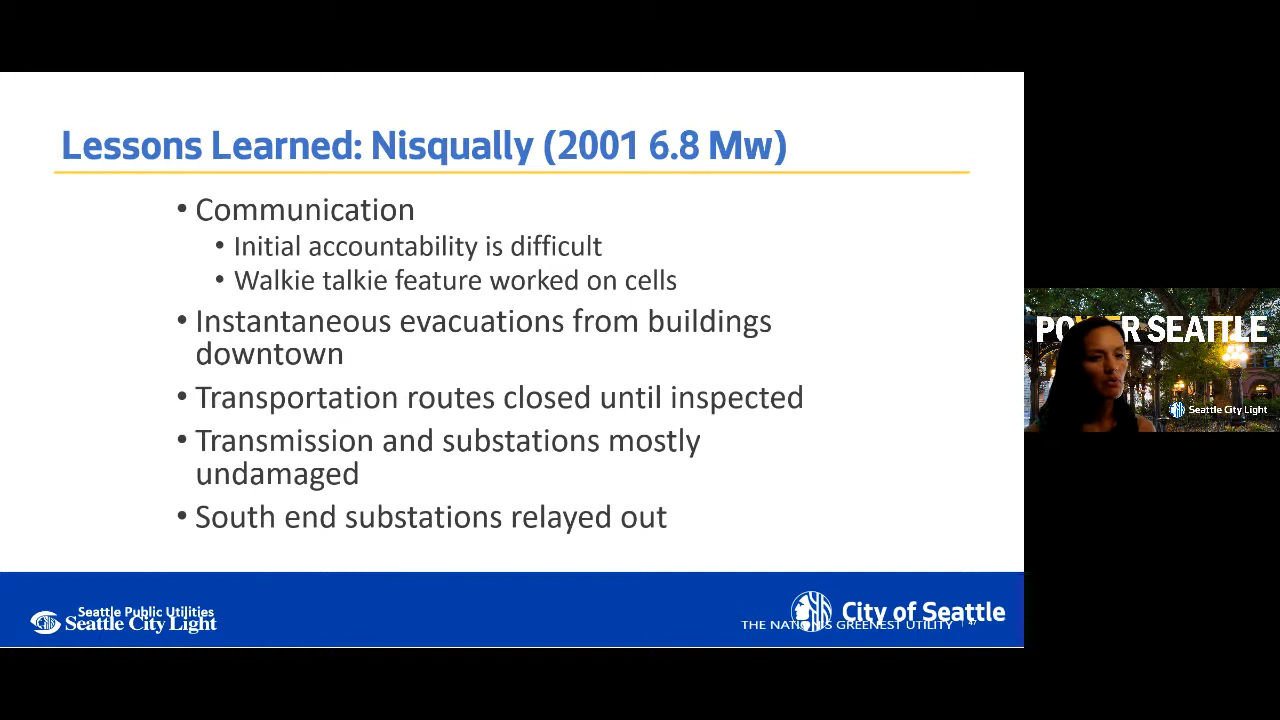 Lessons Learned: Nisqually (2001 6.8 Mw)
• Communication
• Initial accountability is difficult
• Walkie talkie feature worked on cells
• Instantaneous evacuations from buildings
downtown
• Transportation routes closed until inspected
• Transmission and substations mostly
undamaged
• South end substations relayed out
Seattle Public Utilities
Seattle City Light
City of Seattle
THE NATION'S GREENEST UTILITY | 47
SEATTLE
Seattle City Light